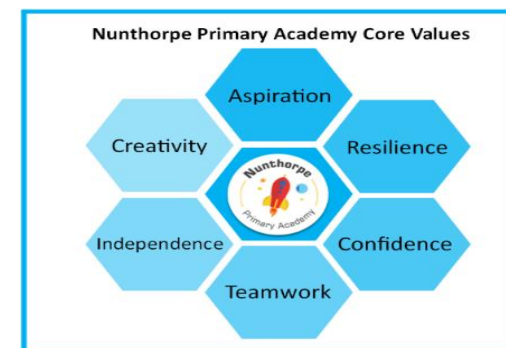 Nunthorpe Primary Academy Core Values
Aspiration
Creativity
Resilience
Nunthorpe
Primary Academy
Independence
Confidence
Teamwork